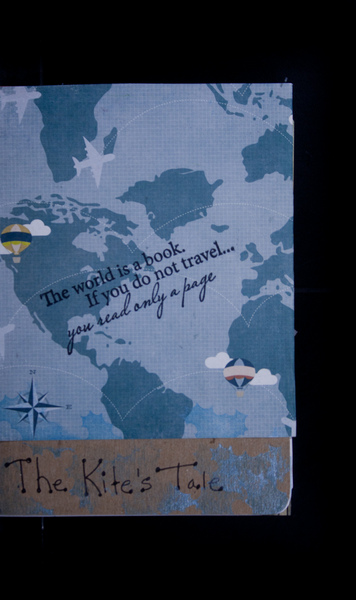 The world is a book.
If you do not travel...
you read only a page
The Kite's Tale